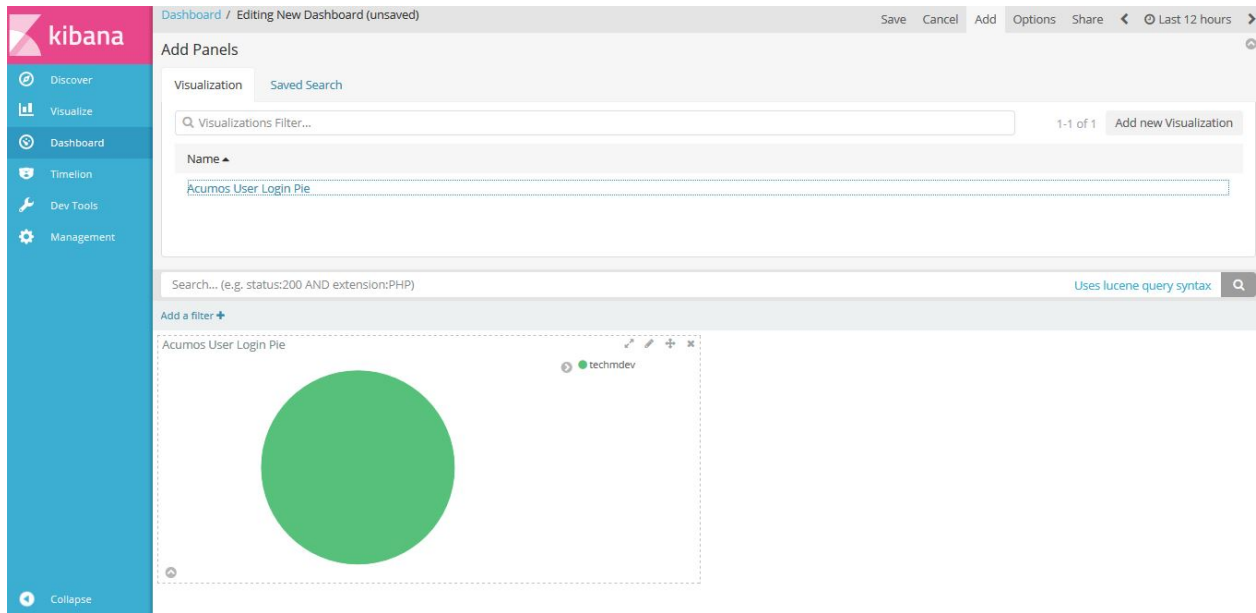 kibana
Discover
Visualize
Dashboard
Timelion
Dev Tools
Management
Collapse
Dashboard / Editing New Dashboard (unsaved)
Save Cancel Add Options Share Last 12 hours
Add Panels
Visualization Saved Search
Visualizations Filter... 1-1 of 1 Add new Visualization
Name
Acumos User Login Pie
Search... (e.g. status:200 AND extension:PHP) Uses lucene query syntax
Add a filter +
Acumos User Login Pie
techmdev